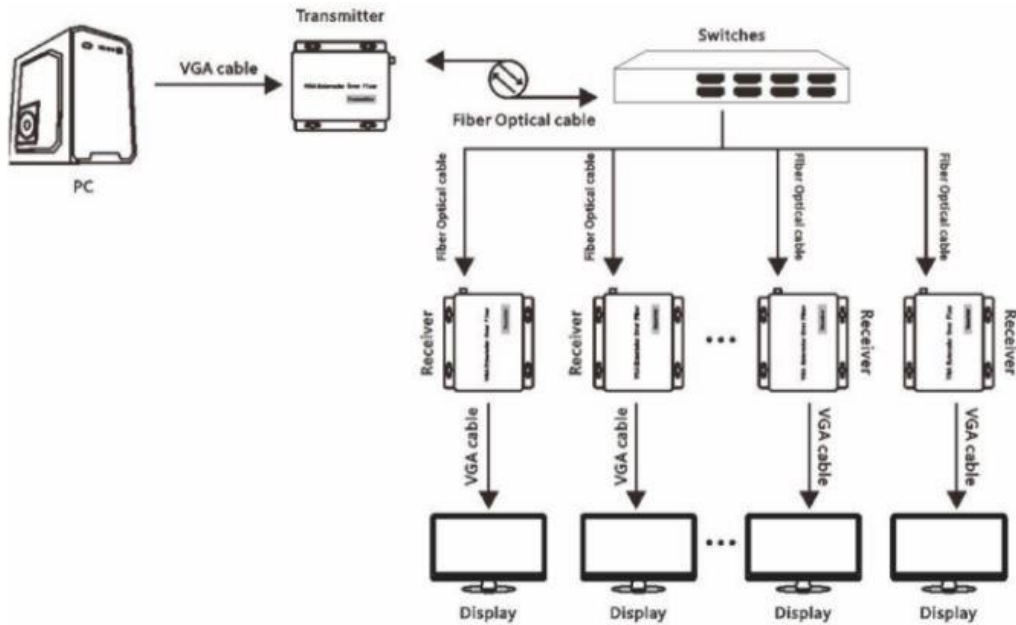 Transmitter
Switches
VGA cable
Transmitter
Fiber Optical cable
PC
Fiber Optical cable
Fiber Optical cable
Fiber Optical cable
Fiber Optical cable
Receiver
Receiver
Receiver
Receiver
VGA cable
VGA cable
VGA cable
VGA cable
Display
Display
Display
Display